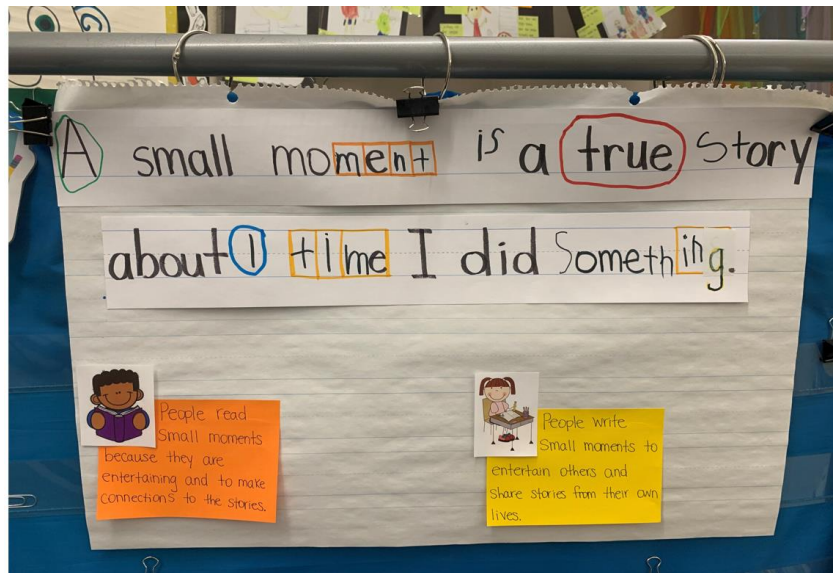 A small moment is a true story
about 1 time I did Something.
People read
Small moments
because they are
entertaining and to make
connections to the stories.
People write
Small moments to
entertain others and
share stories from their own
lives.